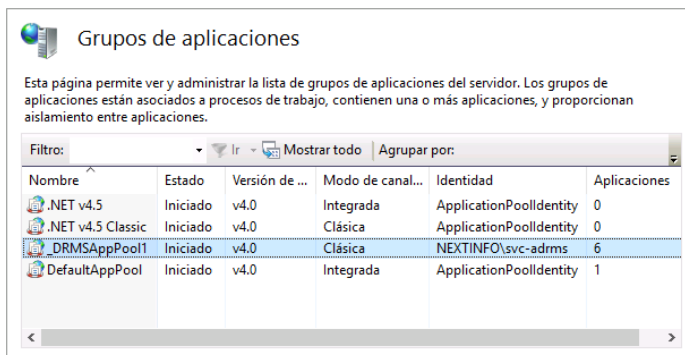 Grupos de aplicaciones
Esta página permite ver y administrar la lista de grupos de aplicaciones del servidor. Los grupos de
aplicaciones están asociados a procesos de trabajo, contienen una o más aplicaciones, y proporcionan
aislamiento entre aplicaciones.
Filtro: Ir Mostrar todo Agrupar por:
Nombre Estado Versión de ... Modo de canal... Identidad Aplicaciones
.NET v4.5 Iniciado v4.0 Integrada ApplicationPoolIdentity 0
.NET v4.5 Classic Iniciado v4.0 Clásica ApplicationPoolIdentity 0
_DRMSAppPool1 Iniciado v4.0 Clásica NEXTINFO\svc-adrms 6
DefaultAppPool Iniciado v4.0 Integrada ApplicationPoolIdentity 1